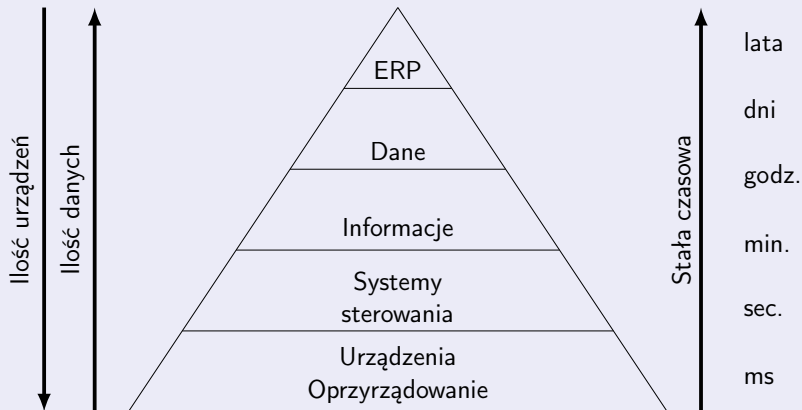 Ilość urządzeń
Ilość danych
ERP
Dane
Informacje
Systemy
sterowania
Urządzenia
Oprzyrządowanie
Stała czasowa
lata
dni
godz.
min.
sec.
ms